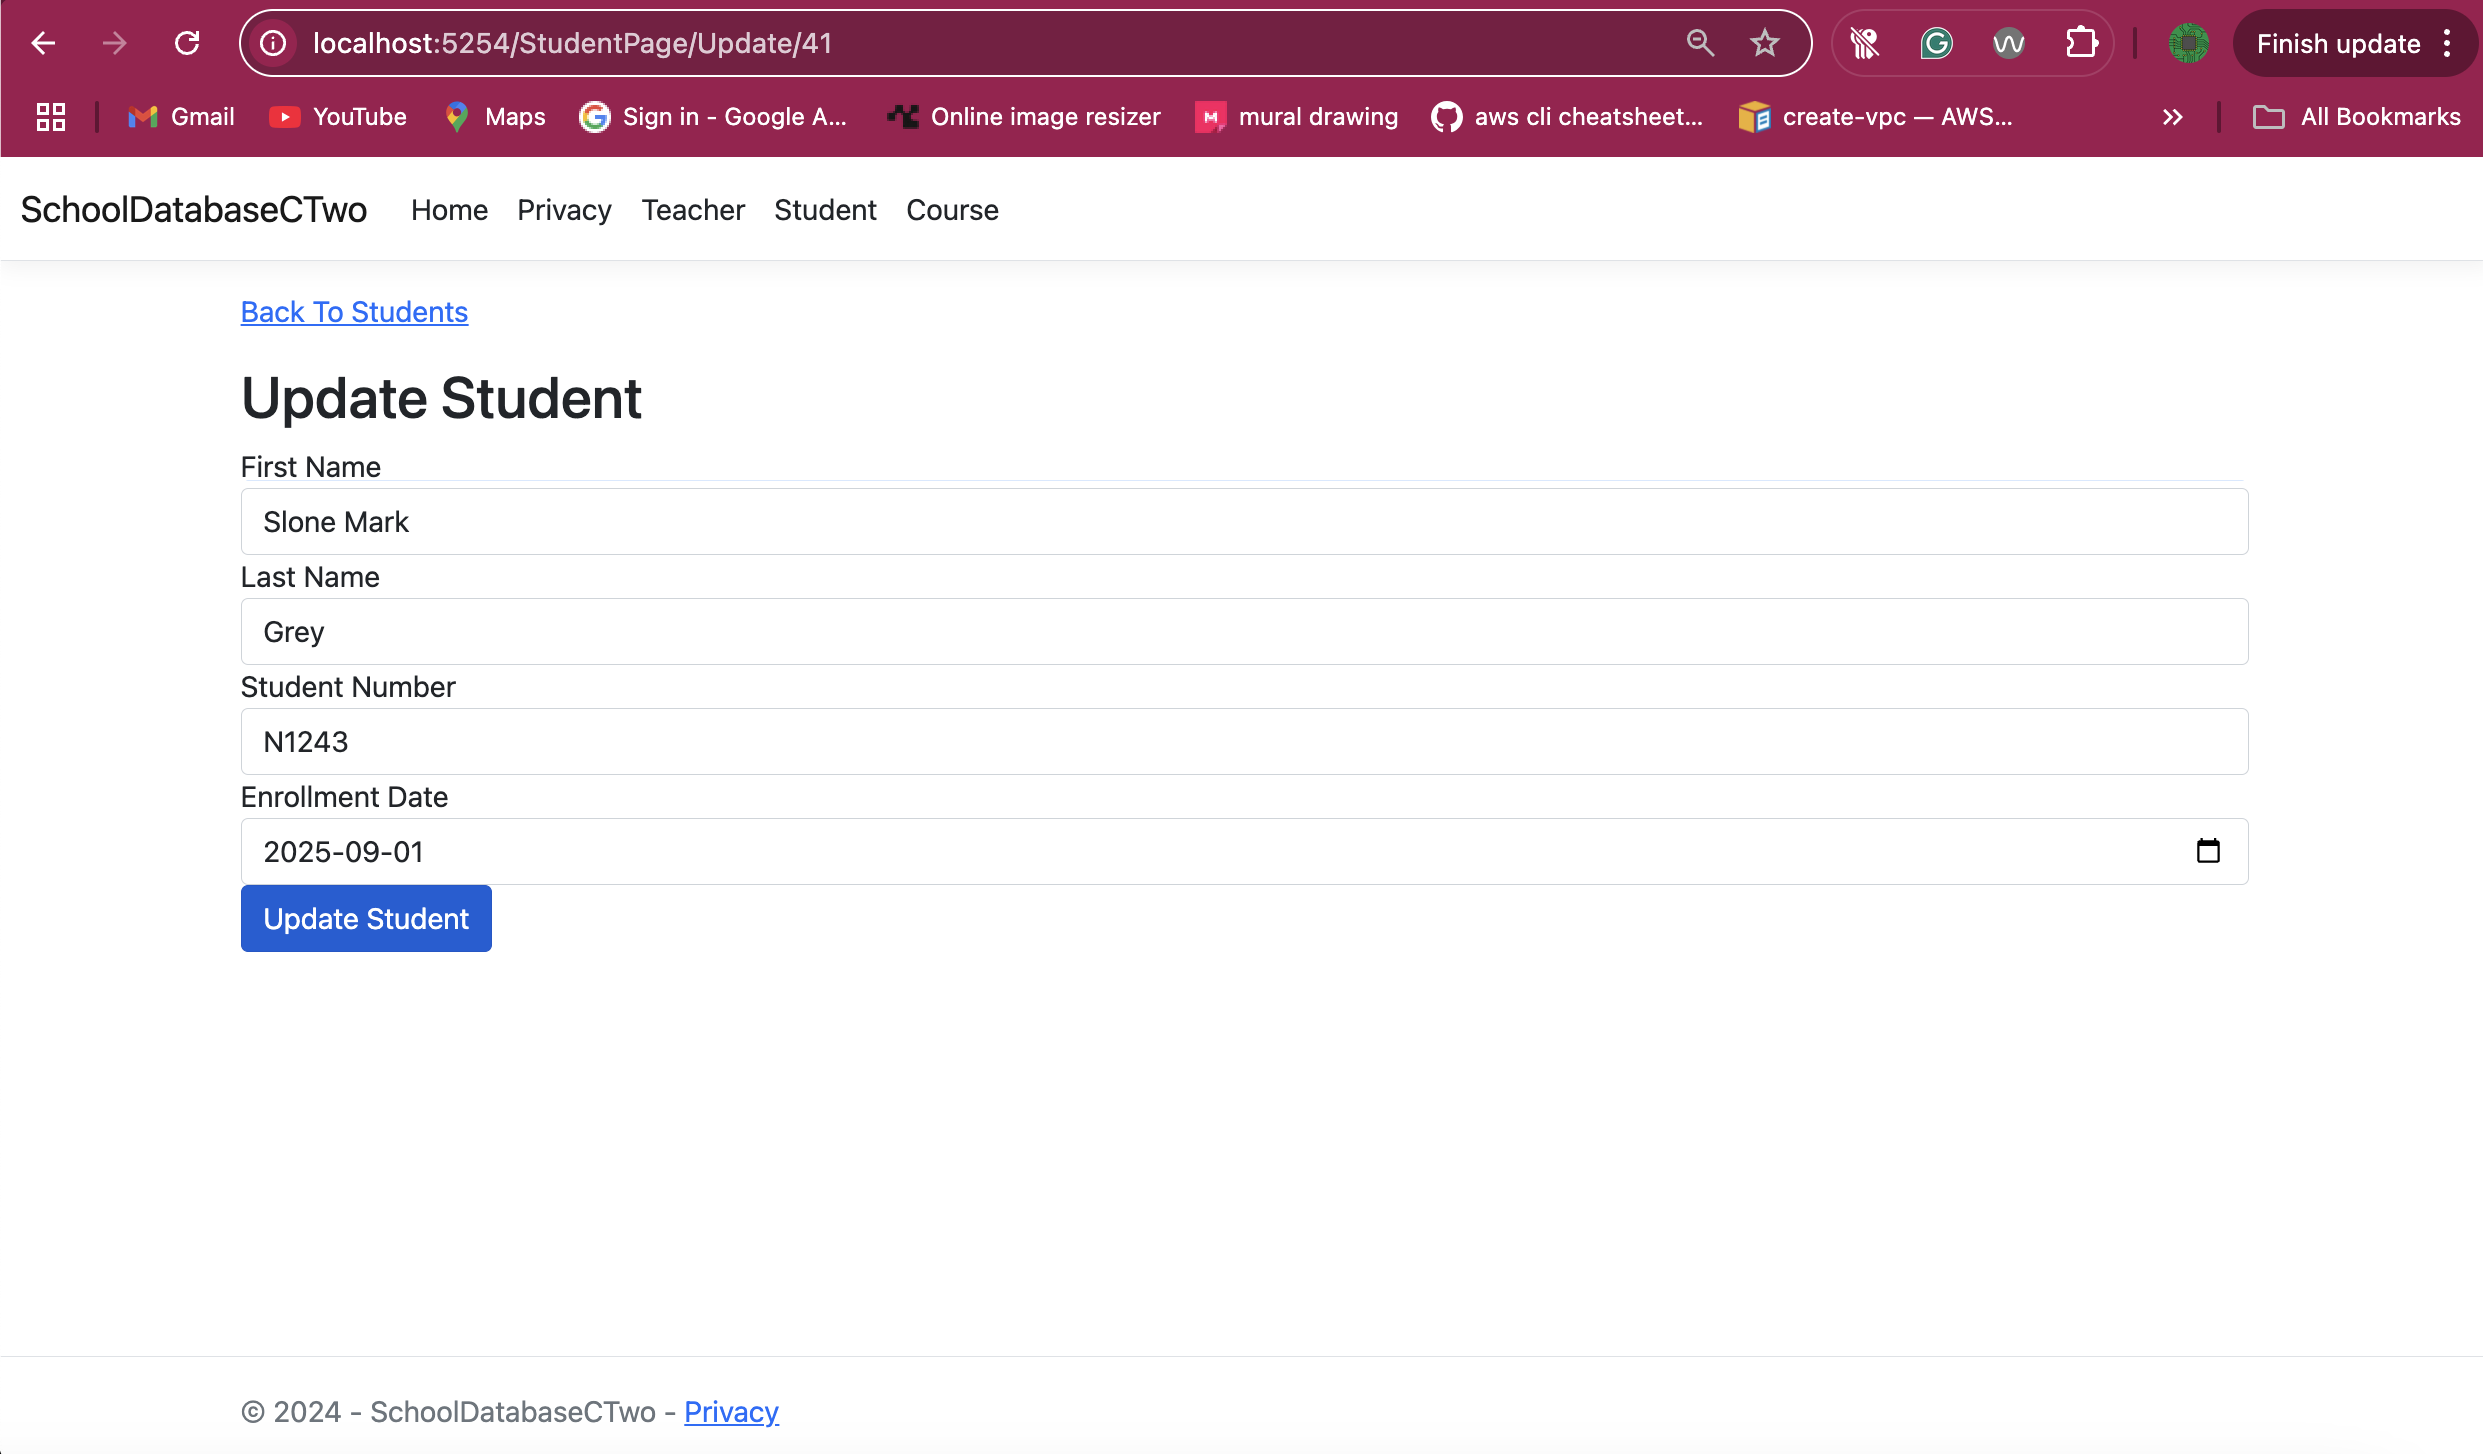 localhost:5254/StudentPage/Update/41
Finish update
Gmail YouTube Maps Sign in - Google A... Online image resizer mural drawing aws cli cheatsheet... create-vpc — AWS... All Bookmarks
SchoolDatabaseCTwo Home Privacy Teacher Student Course
Back To Students
Update Student
First Name
Slone Mark
Last Name
Grey
Student Number
N1243
Enrollment Date
2025-09-01
Update Student
© 2024 - SchoolDatabaseCTwo - Privacy